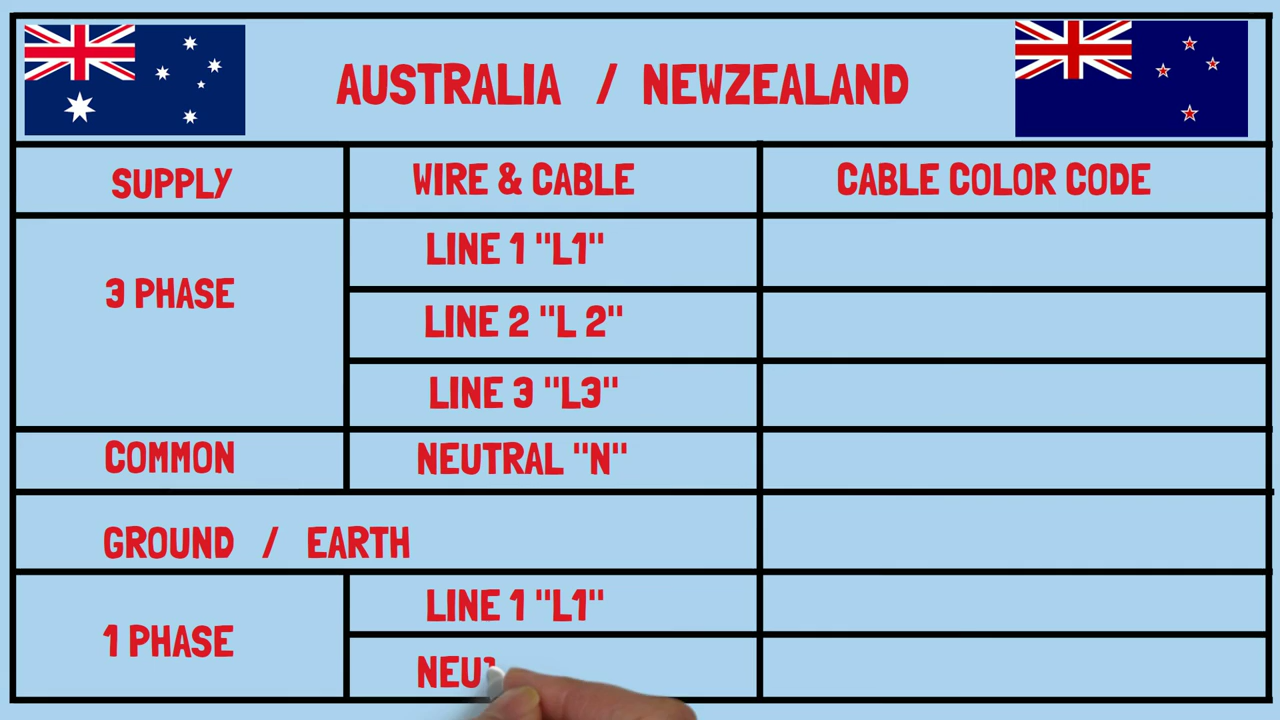 AUSTRALIA / NEWZEALAND
SUPPLY WIRE & CABLE CABLE COLOR CODE
3 PHASE
LINE 1 "L1"
LINE 2 "L 2"
LINE 3 "L3"
COMMON NEUTRAL "N"
GROUND / EARTH
1 PHASE
LINE 1 "L1"
NEU